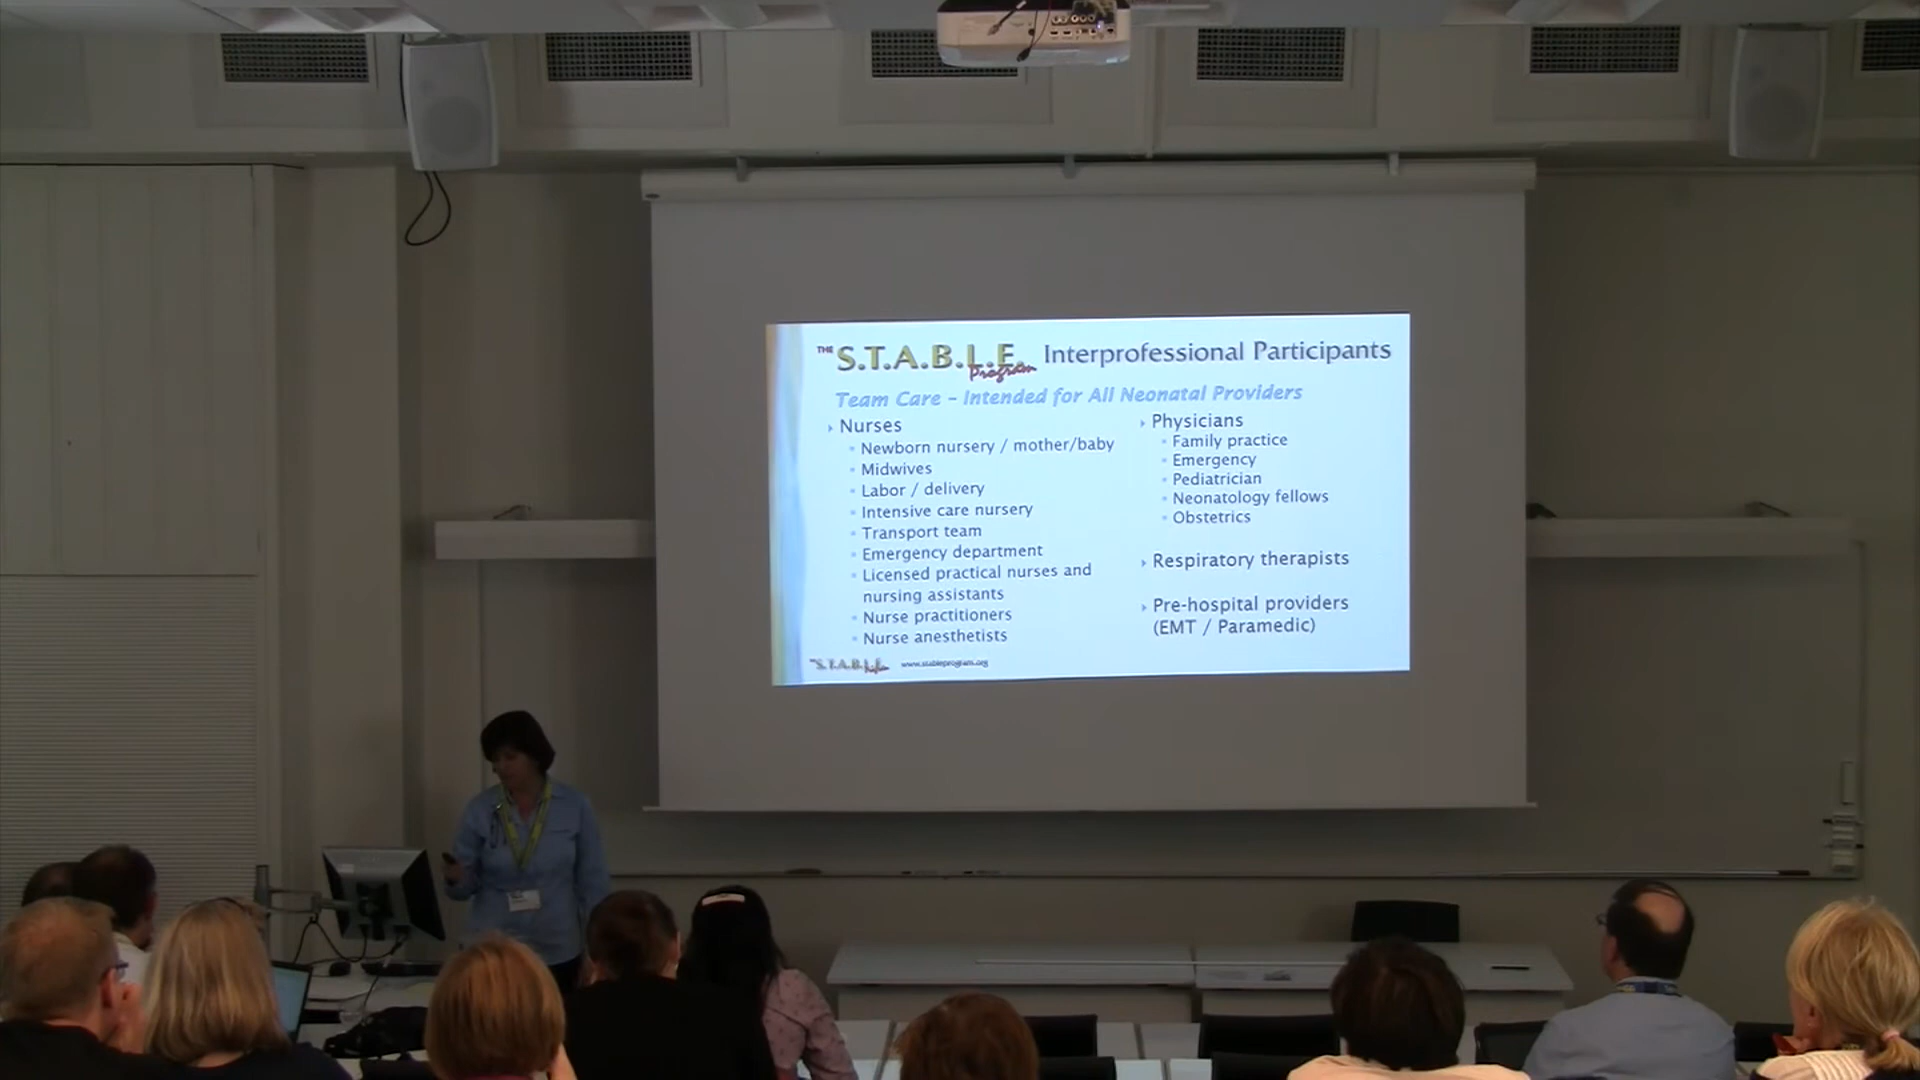 THE S.T.A.B.L.E. Program Interprofessional Participants
Team Care – Intended for All Neonatal Providers
Nurses
Newborn nursery / mother/baby
Midwives
Labor / delivery
Intensive care nursery
Transport team
Emergency department
Licensed practical nurses and
nursing assistants
Nurse practitioners
Nurse anesthetists
Physicians
Family practice
Emergency
Pediatrician
Neonatology fellows
Obstetrics
Respiratory therapists
Pre-hospital providers
(EMT / Paramedic)
THE S.T.A.B.L.E. Program www.stableprogram.org